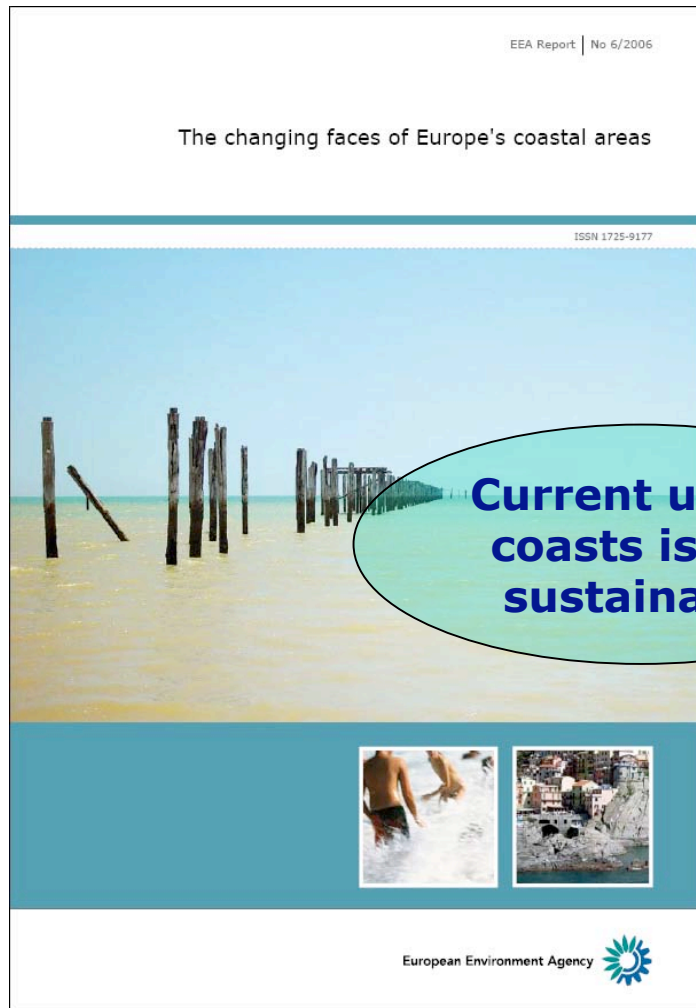 EEA Report | No 6/2006
The changing faces of Europe's coastal areas
ISSN 1725-9177
Current u
coasts is
sustaina
European Environment Agency